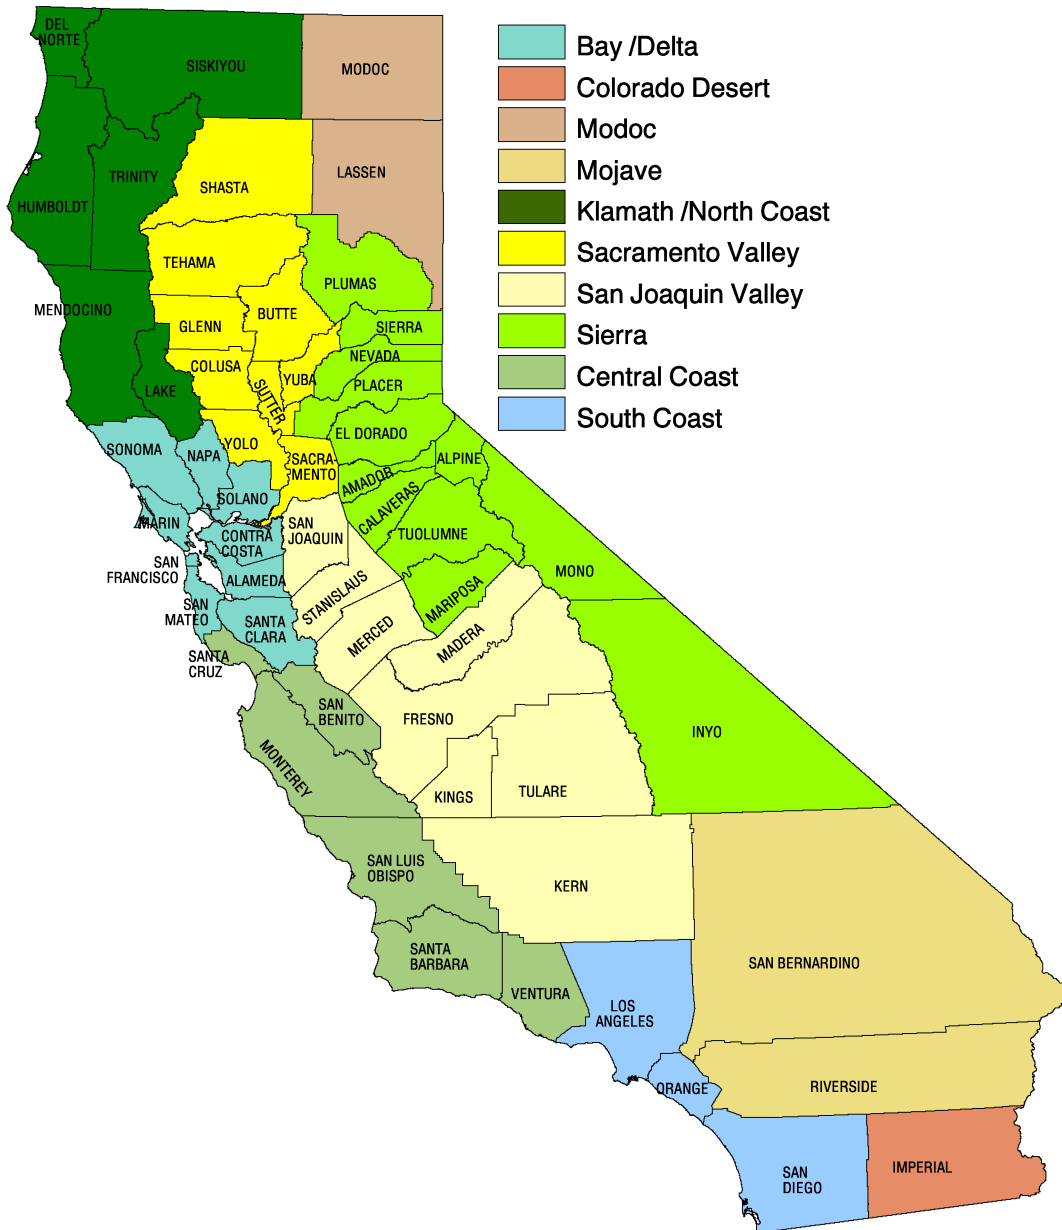 DEL
NORTE
SISKIYOU
MODOC
Bay /Delta
Colorado Desert
Modoc
Mojave
Klamath /North Coast
Sacramento Valley
San Joaquin Valley
Sierra
Central Coast
South Coast
HUMBOLDT
TRINITY
SHASTA
LASSEN
TEHAMA
PLUMAS
MENDOCINO
GLENN
BUTTE
SIERRA
COLUSA
NEVADA
LAKE
SUTTER
YUBA
PLACER
SONOMA
NAPA
YOLO
EL DORADO
SACRA-
MENTO
ALPINE
AMADOR
SOLANO
CALAVERAS
MARIN
CONTRA
COSTA
SAN
JOAQUIN
TUOLUMNE
SAN
FRANCISCO
ALAMEDA
MONO
SAN
MATEO
SANTA
CLARA
STANISLAUS
MARIPOSA
MERCED
MADERA
SANTA
CRUZ
SAN
BENITO
FRESNO
INYO
MONTEREY
KINGS
TULARE
SAN LUIS
OBISPO
KERN
SANTA
BARBARA
VENTURA
LOS
ANGELES
SAN BERNARDINO
ORANGE
RIVERSIDE
SAN
DIEGO
IMPERIAL